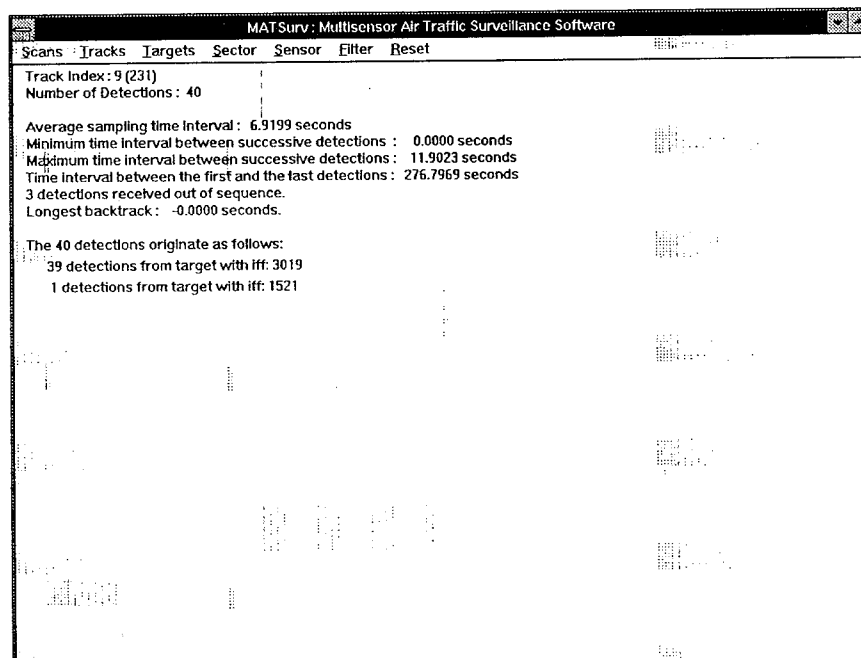 MATSurv: Multisensor Air Traffic Surveillance Software
Scans Tracks Targets Sector Sensor Filter Reset
Track Index: 9 (231)
Number of Detections: 40
Average sampling time interval: 6.9199 seconds
Minimum time interval between successive detections : 0.0000 seconds
Maximum time interval between successive detections : 11.9023 seconds
Time interval between the first and the last detections : 276.7969 seconds
3 detections received out of sequence.
Longest backtrack: -0.0000 seconds.
The 40 detections originate as follows:
39 detections from target with iff: 3019
1 detections from target with iff: 1521